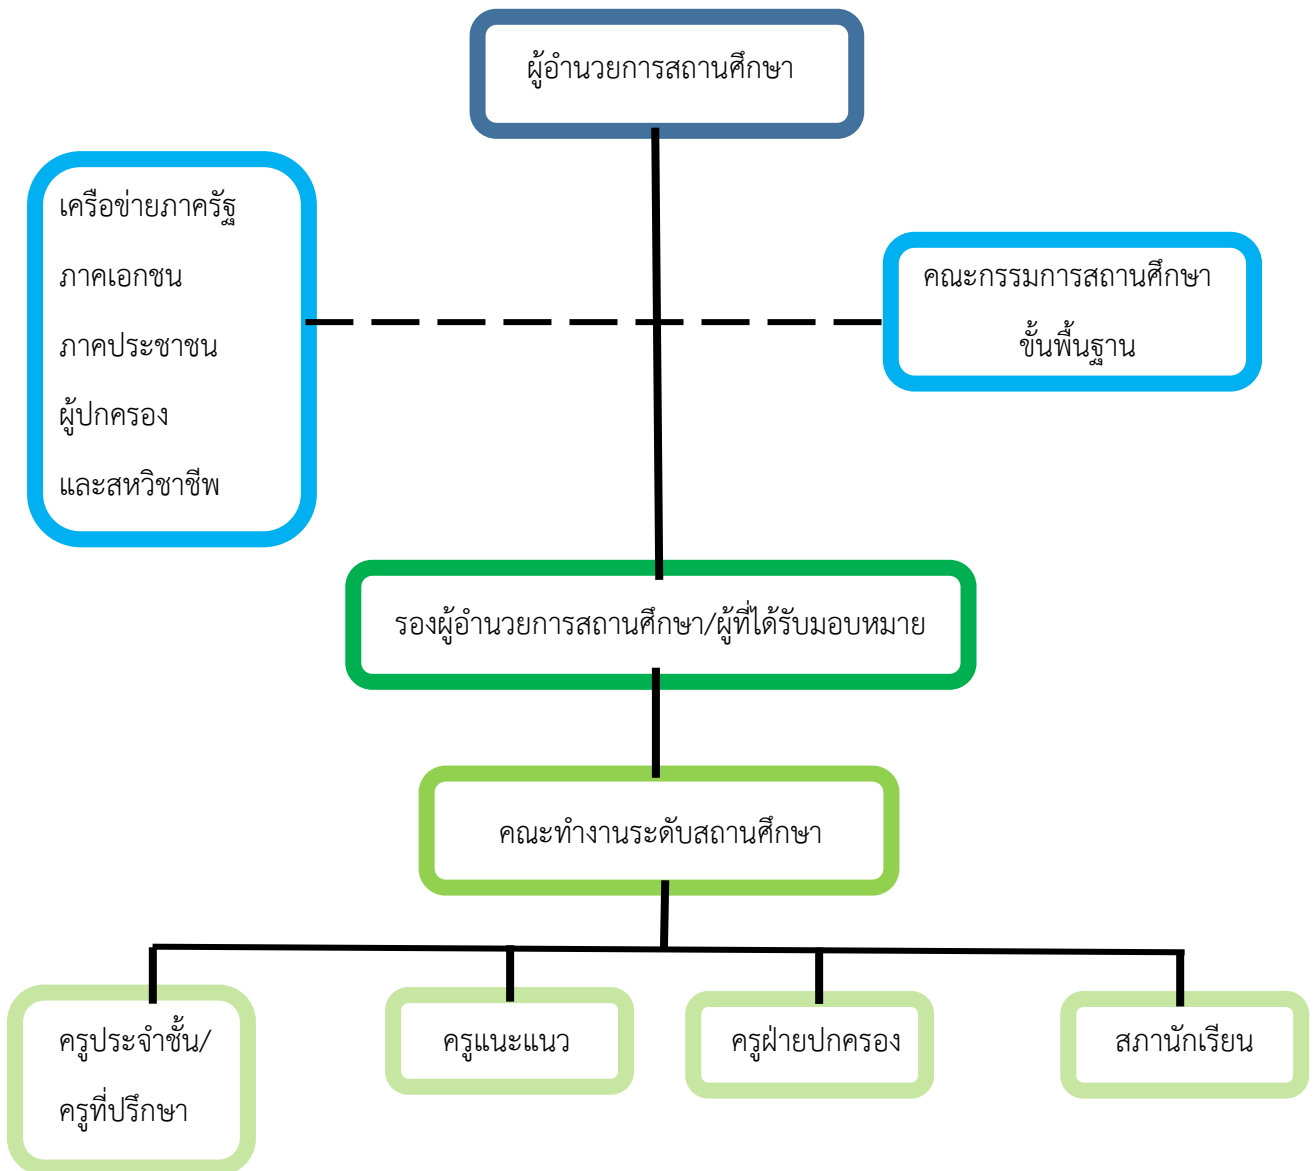 ผู้อำนวยการสถานศึกษา
เครือข่ายภาครัฐ
ภาคเอกชน
ภาคประชาชน
ผู้ปกครอง
และสหวิชาชีพ
คณะกรรมการสถานศึกษา
ขั้นพื้นฐาน
รองผู้อำนวยการสถานศึกษา/ผู้ที่ได้รับมอบหมาย
คณะทำงานระดับสถานศึกษา
ครูประจำชั้น/
ครูที่ปรึกษา
ครูแนะแนว
ครูฝ่ายปกครอง
สภานักเรียน